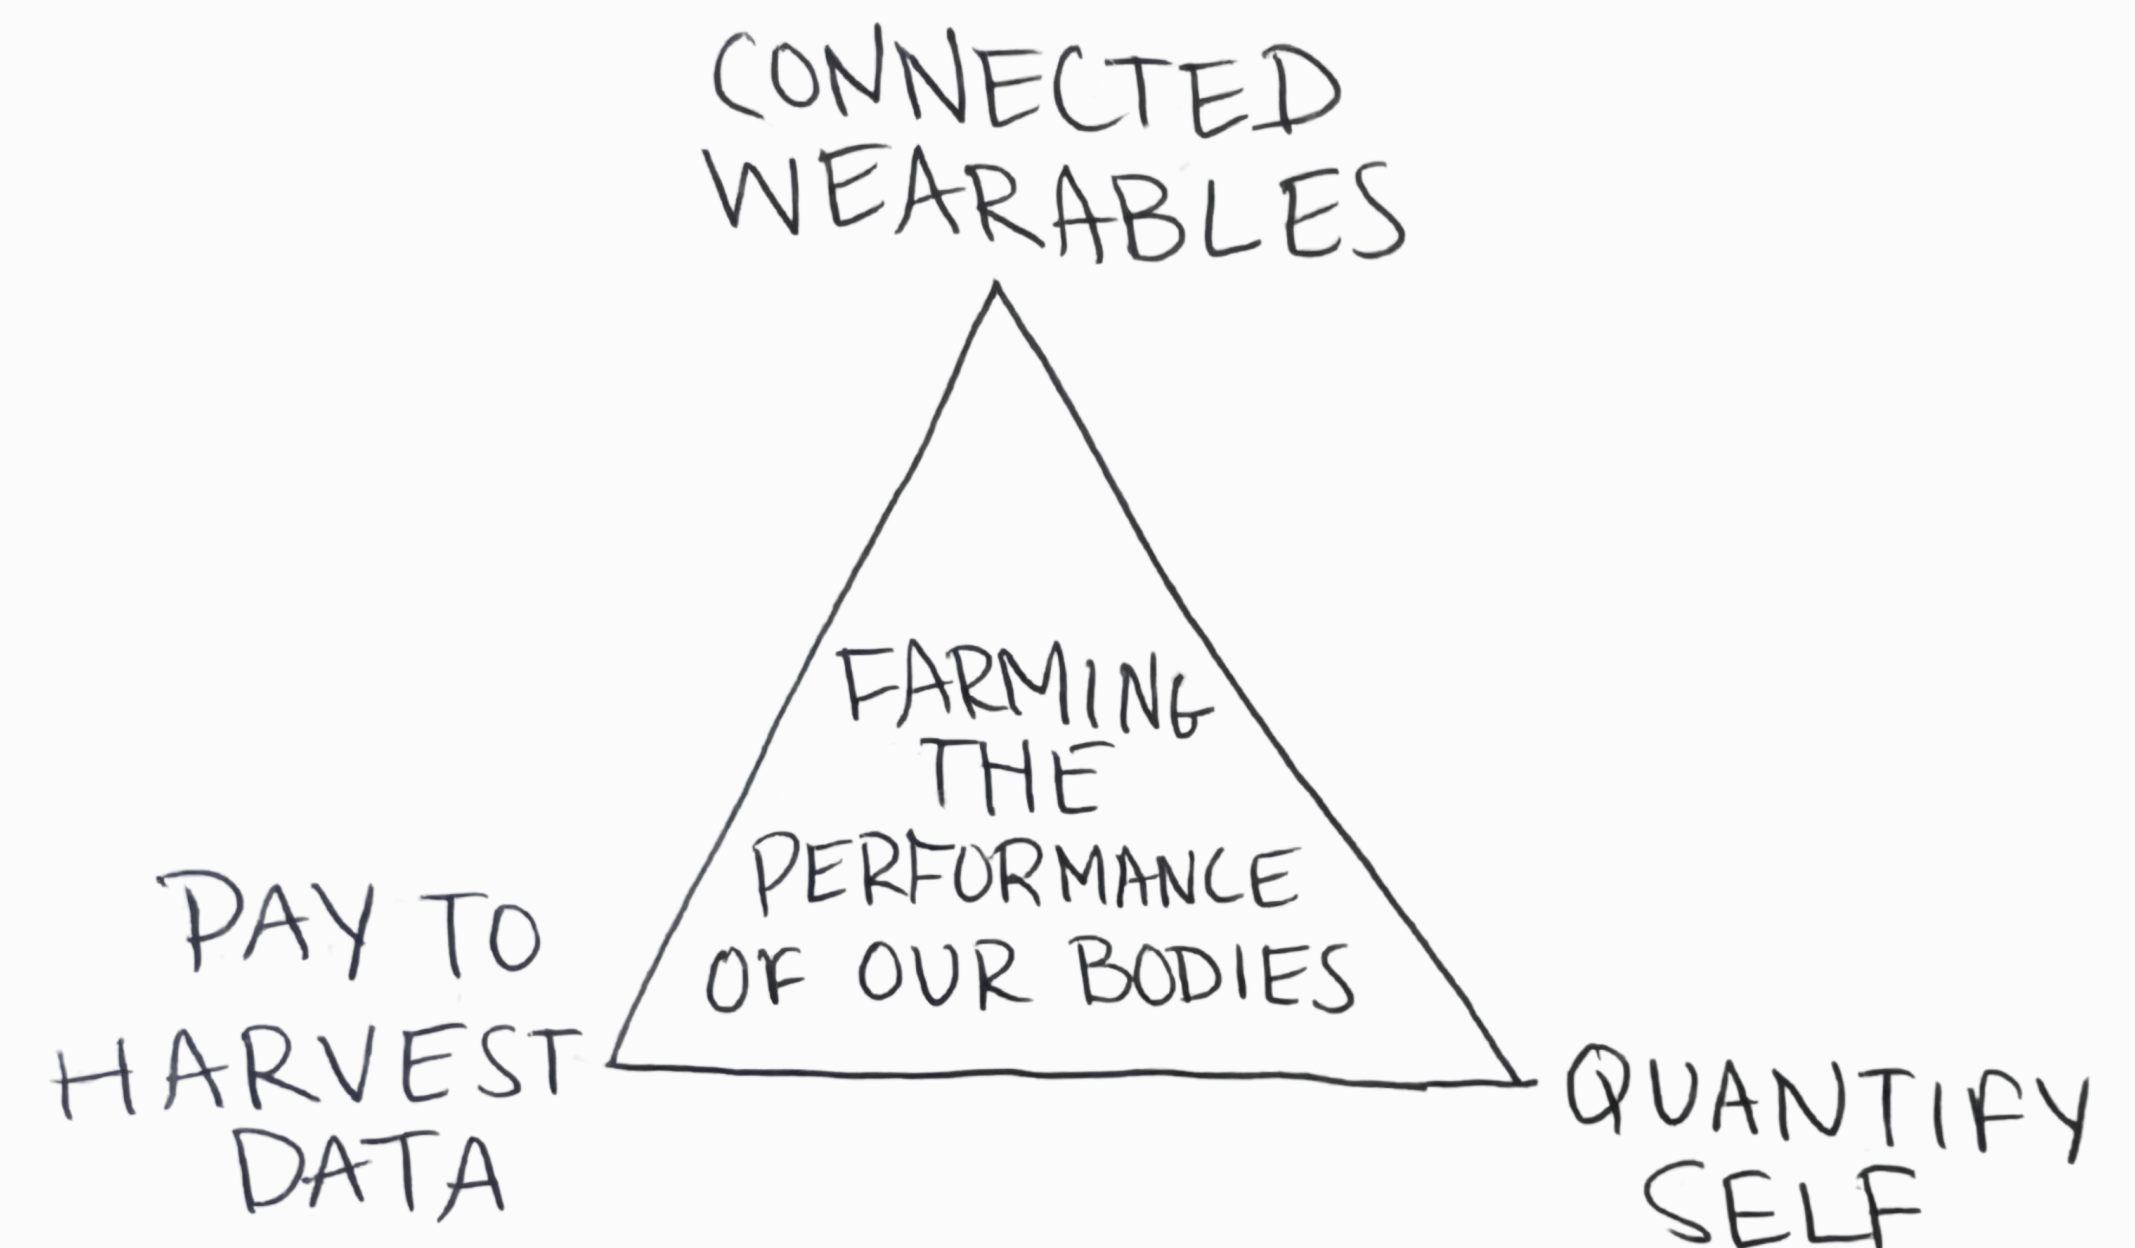 CONNECTED
WEARABLES
FARMING
THE
PERFORMANCE
OF OUR BODIES
PAY TO
HARVEST
DATA
QUANTIFY
SELF